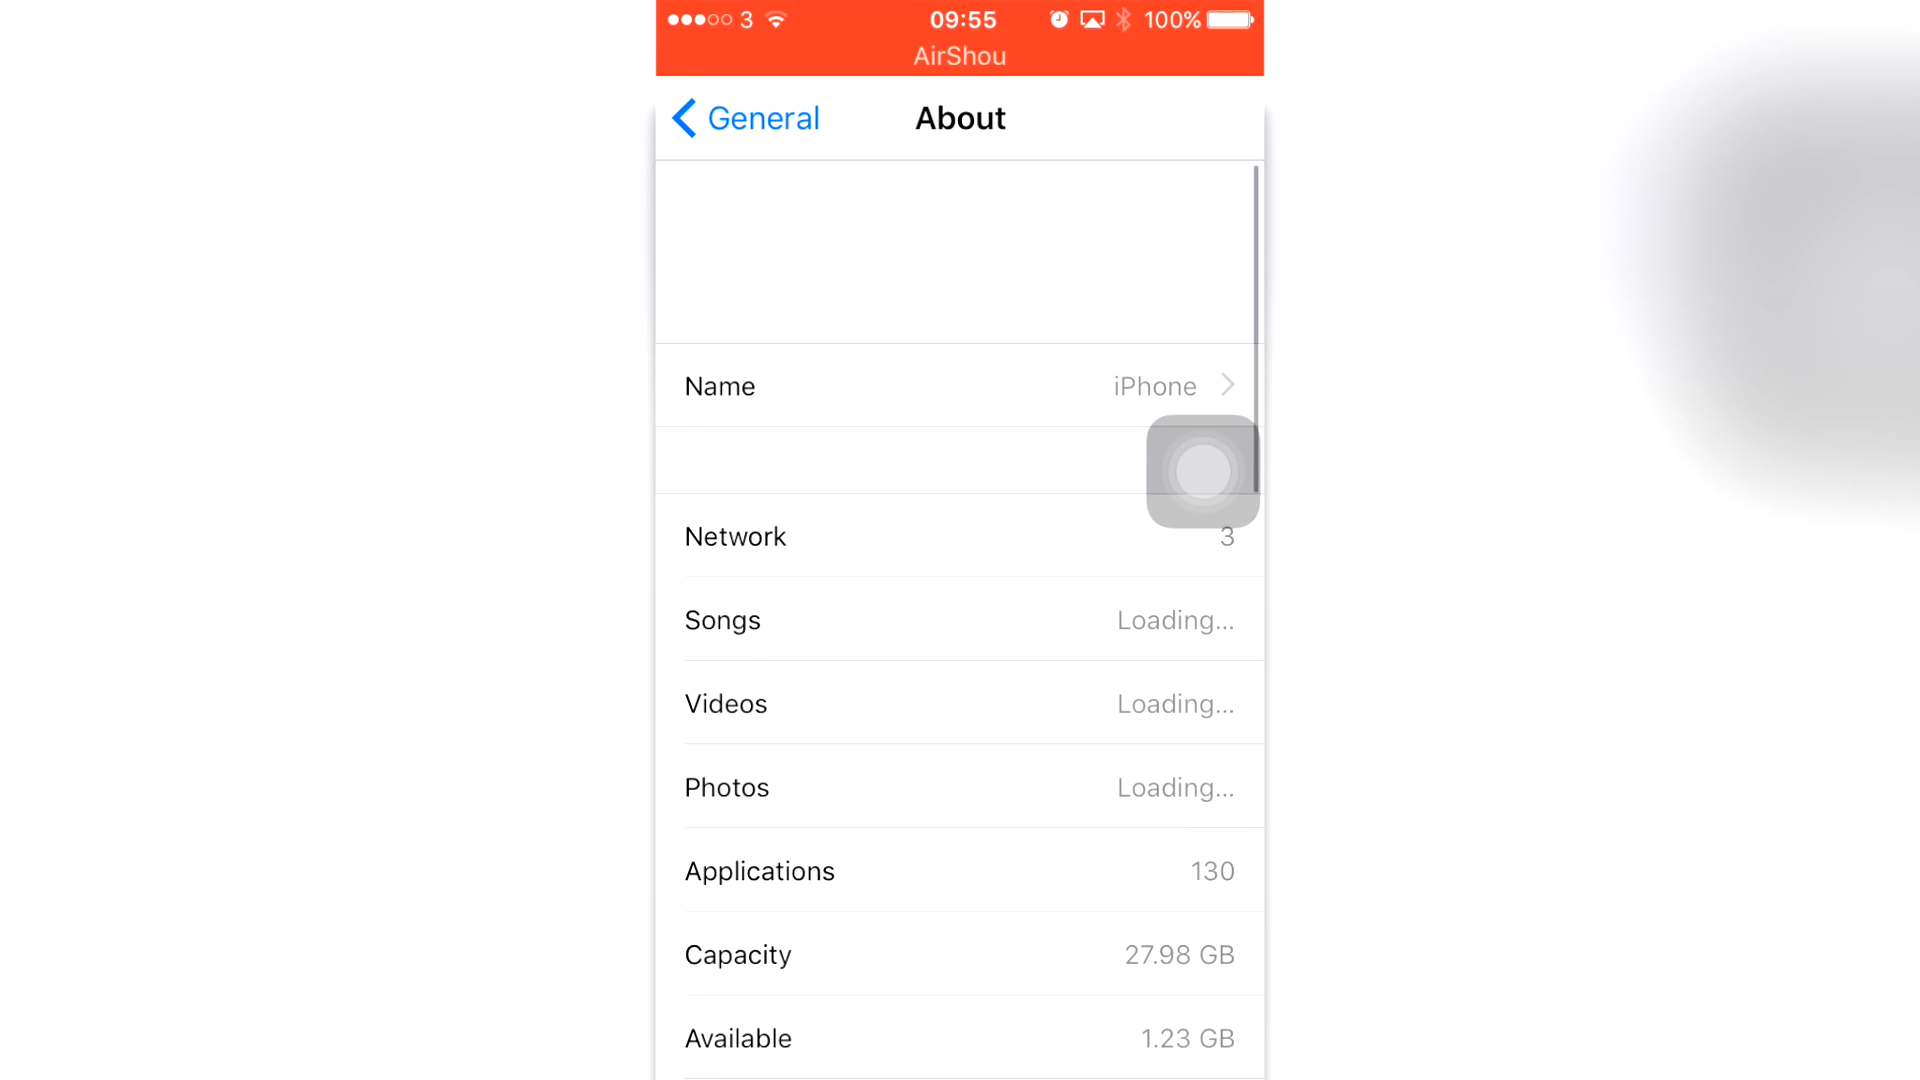 3 09:55 100%
AirShou
General About
Name iPhone
Network 3
Songs Loading...
Videos Loading...
Photos Loading...
Applications 130
Capacity 27.98 GB
Available 1.23 GB